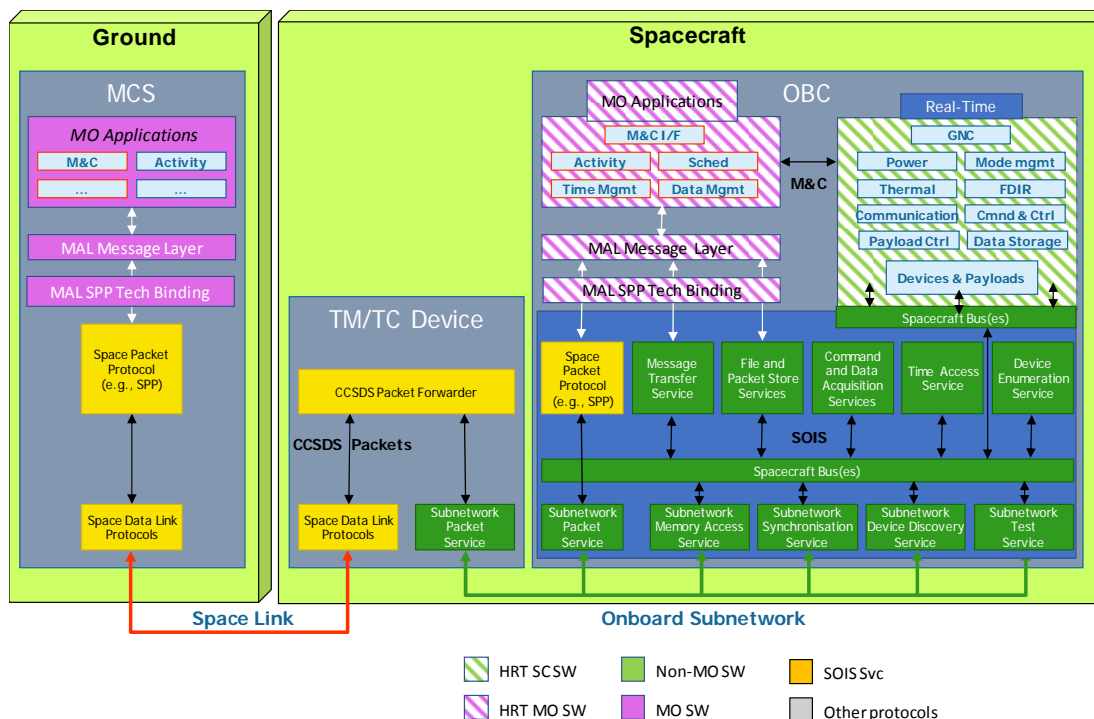 Ground
Spacecraft
MCS
MO Applications
M&C
Activity
...
...
MAL Message Layer
MAL SPP Tech Binding
Space Packet
Protocol
(e.g., SPP)
Space Data Link
Protocols
TM/TC Device
CCSDS Packet Forwarder
CCSDS Packets
Space Data Link
Protocols
Subnetwork
Packet
Service
OBC
MO Applications
M&C I/F
Activity
Sched
Time Mgmt
Data Mgmt
M&C
Real-Time
GNC
Power
Mode mgmt
Thermal
FDIR
Communication
Cmnd & Ctrl
Payload Ctrl
Data Storage
Devices & Payloads
Spacecraft Bus(es)
MAL Message Layer
MAL SPP Tech Binding
Space
Packet
Protocol
(e.g., SPP)
Message
Transfer
Service
File and
Packet Store
Services
Command
and Data
Acquisition
Services
Time Access
Service
Device
Enumeration
Service
SOIS
Spacecraft Bus(es)
Subnetwork
Packet
Service
Subnetwork
Memory Access
Service
Subnetwork
Synchronisation
Service
Subnetwork
Device Discovery
Service
Subnetwork
Test
Service
Space Link
Onboard Subnetwork
HRT SC SW
Non-MO SW
SOIS Svc
HRT MO SW
MO SW
Other protocols